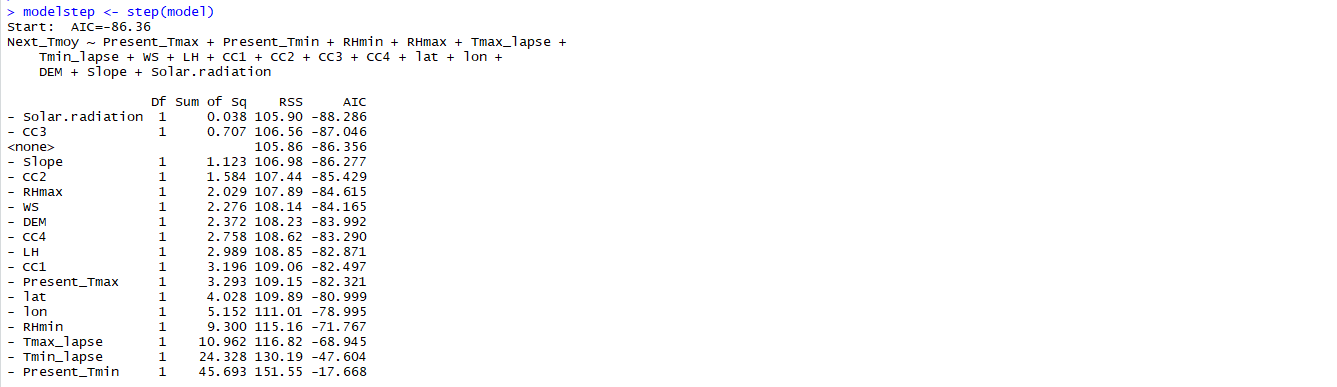 > modelstep <- step(model)
Start:  AIC=-86.36
Next_Tmoy ~ Present_Tmax + Present_Tmin + RHmin + RHmax + Tmax_lapse +
    Tmin_lapse + WS + LH + CC1 + CC2 + CC3 + CC4 + lat + lon +
    DEM + Slope + Solar.radiation
                  Df Sum of Sq    RSS     AIC
- Solar.radiation  1     0.038 105.90 -88.286
- CC3              1     0.707 106.56 -87.046
<none>                         105.86 -86.356
- Slope            1     1.123 106.98 -86.277
- CC2              1     1.584 107.44 -85.429
- RHmax            1     2.029 107.89 -84.615
- WS               1     2.276 108.14 -84.165
- DEM              1     2.372 108.23 -83.992
- CC4              1     2.758 108.62 -83.290
- LH               1     2.989 108.85 -82.871
- CC1              1     3.196 109.06 -82.497
- Present_Tmax     1     3.293 109.15 -82.321
- lat              1     4.028 109.89 -80.999
- lon              1     5.152 111.01 -78.995
- RHmin            1     9.300 115.16 -71.767
- Tmax_lapse       1    10.962 116.82 -68.945
- Tmin_lapse       1    24.328 130.19 -47.604
- Present_Tmin     1    45.693 151.55 -17.668